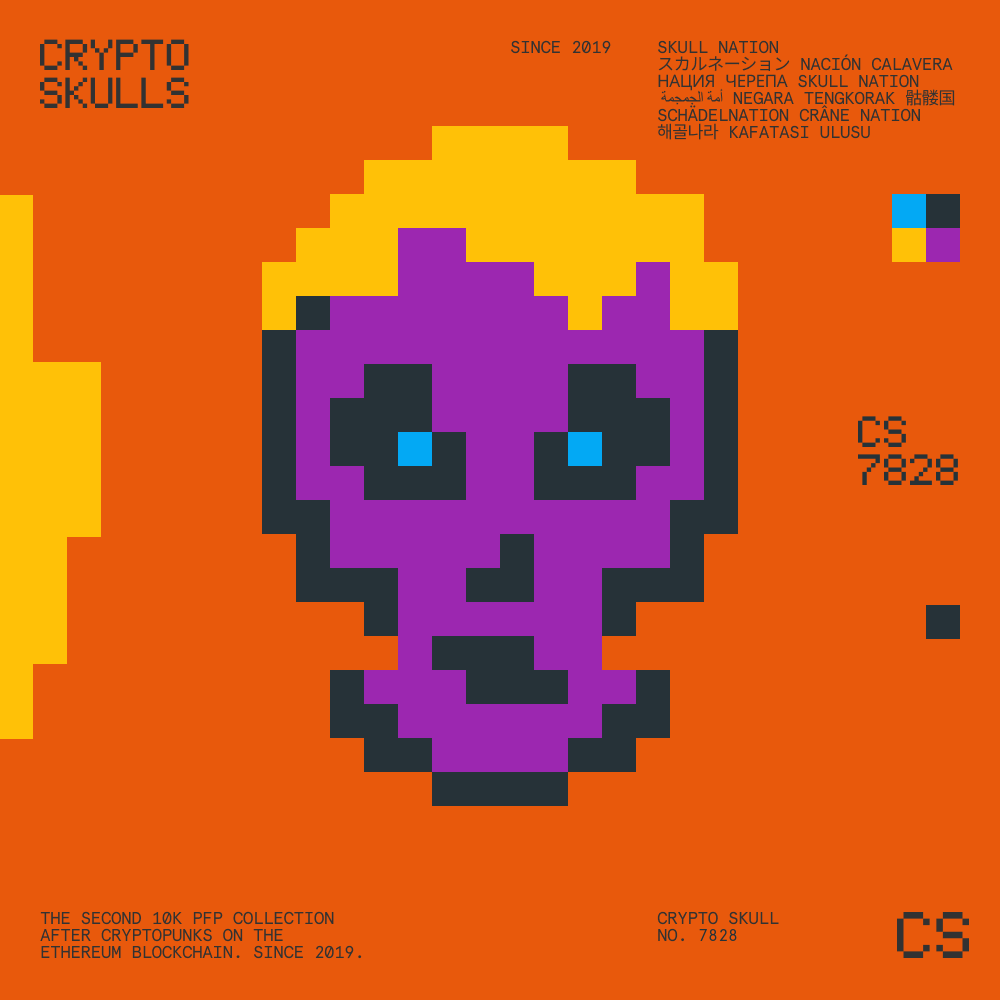 CRYPTO
SKULLS
SINCE 2019
SKULL NATION
スカルネーション NACIÓN CALAVERA
НАЦИЯ ЧЕРЕПА SKULL NATION
أمة الجمجمة NEGARA TENGKORAK 骷髅国
SCHÄDELNATION CRÂNE NATION
해골나라 KAFATASI ULUSU
CS
7828
THE SECOND 10K PFP COLLECTION
AFTER CRYPTOPUNKS ON THE
ETHEREUM BLOCKCHAIN. SINCE 2019.
CRYPTO SKULL
NO. 7828
CS